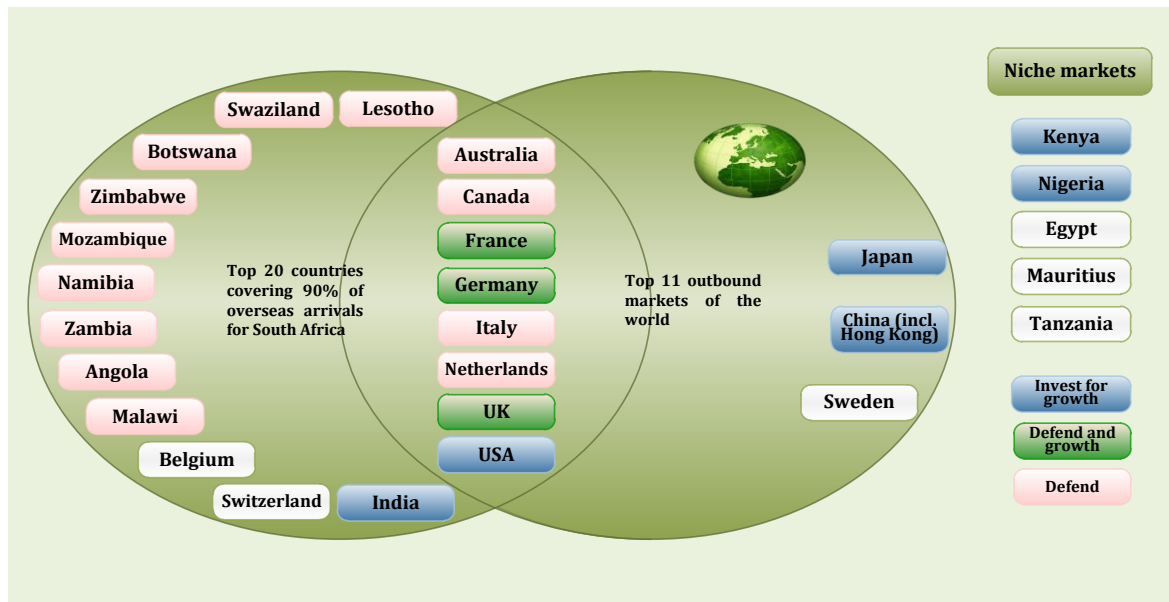 Niche markets
Swaziland
Lesotho
Botswana
Zimbabwe
Mozambique
Namibia
Zambia
Angola
Malawi
Belgium
Switzerland
India
Top 20 countries
covering 90% of
overseas arrivals
for South Africa
Australia
Canada
France
Germany
Italy
Netherlands
UK
USA
Top 11 outbound
markets of the
world
Japan
China (incl.
Hong Kong)
Sweden
Kenya
Nigeria
Egypt
Mauritius
Tanzania
Invest for
growth
Defend and
growth
Defend